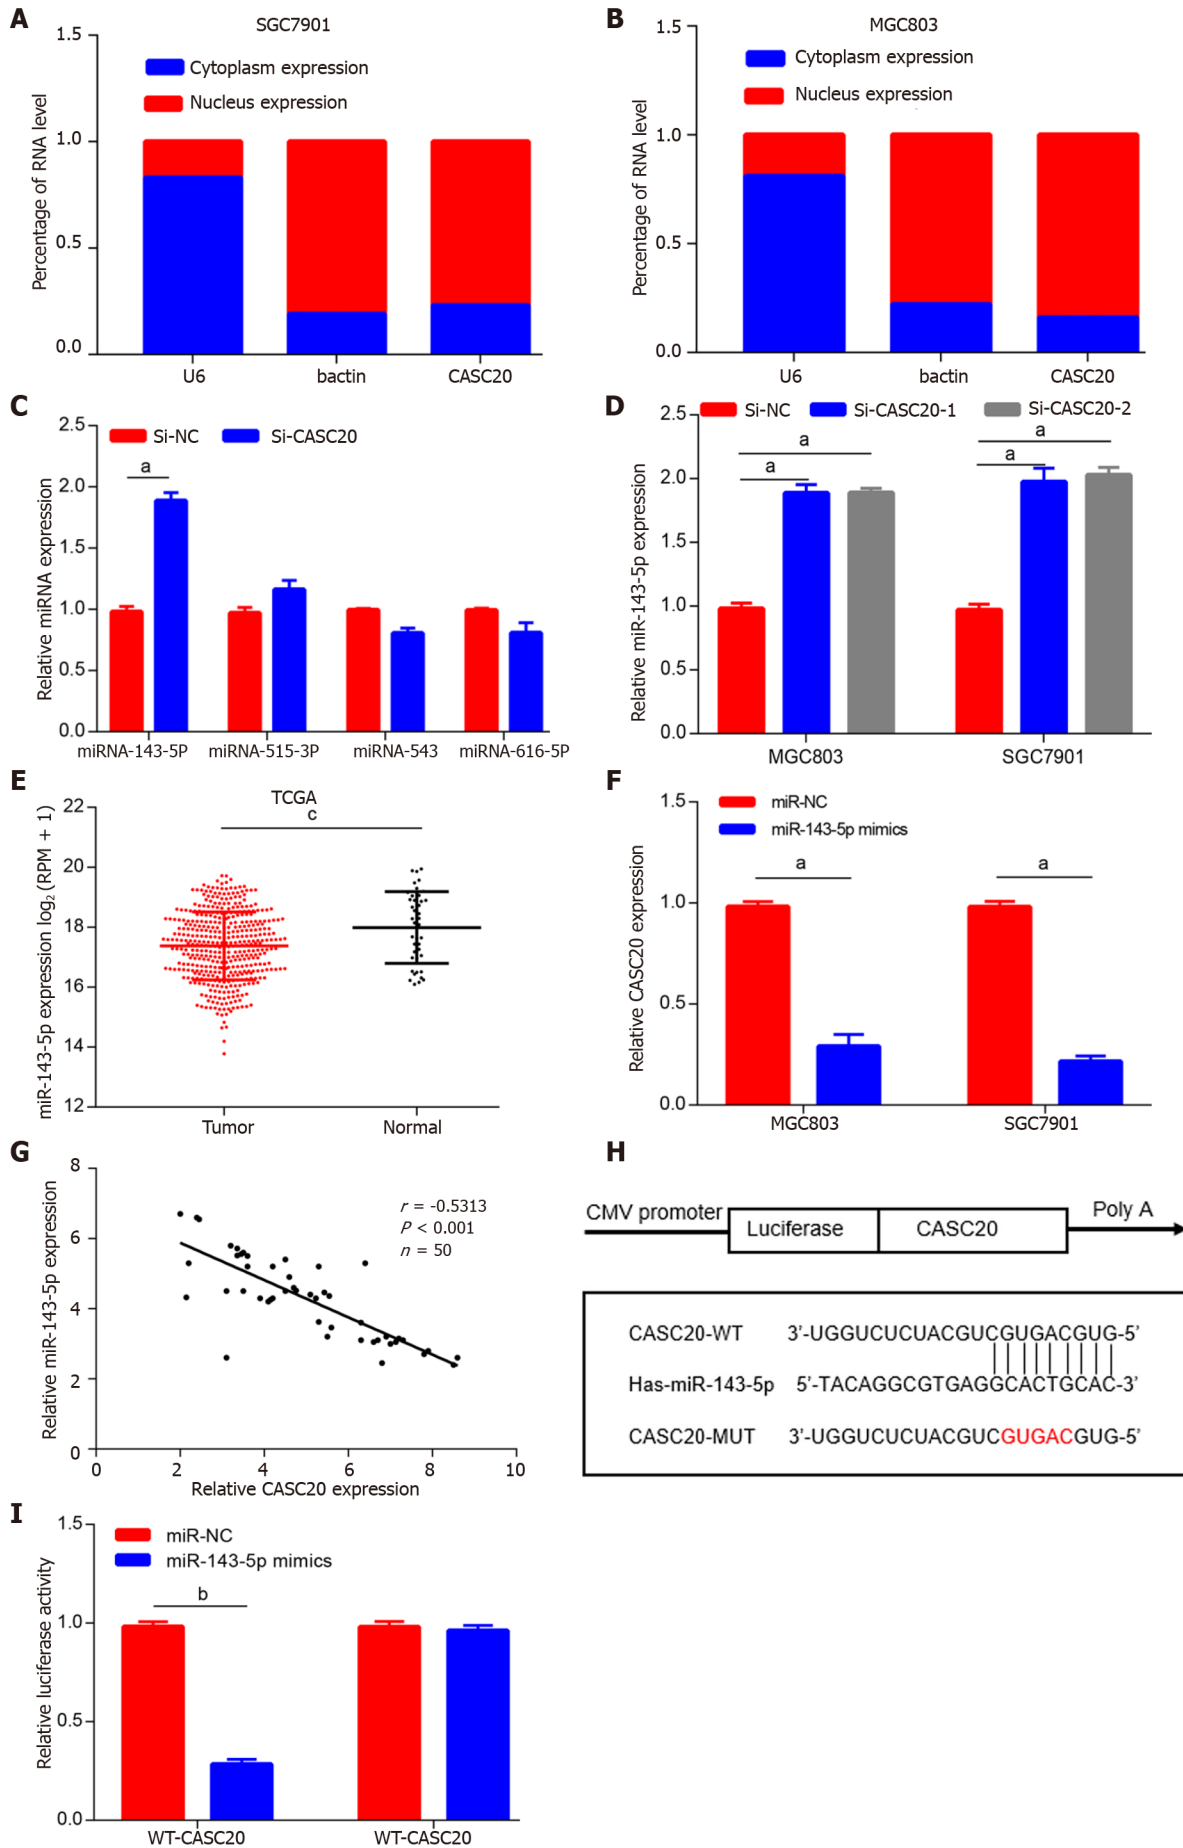 A
SGC7901
1.5
1.0
0.5
0.0
Percentage of RNA level
Cytoplasm expression
Nucleus expression
U6 bactin CASC20
B
MGC803
1.5
1.0
0.5
0.0
Percentage of RNA level
Cytoplasm expression
Nucleus expression
U6 bactin CASC20
C
2.5
2.0
1.5
1.0
0.5
0.0
Relative miRNA expression
Si-NC Si-CASC20
a
miRNA-143-5P miRNA-515-3P miRNA-543 miRNA-616-5P
D
2.5
2.0
1.5
1.0
0.5
0.0
Relative miR-143-5p expression
Si-NC Si-CASC20-1 Si-CASC20-2
a a
a a
MGC803 SGC7901
E
TCGA
c
22
20
18
16
14
12
miR-143-5p expression log2 (RPM + 1)
Tumor Normal
F
1.5
1.0
0.5
0.0
Relative CASC20 expression
miR-NC
miR-143-5p mimics
a a
MGC803 SGC7901
G
8
6
4
2
0
Relative miR-143-5p expression
r = -0.5313
P < 0.001
n = 50
0 2 4 6 8 10
Relative CASC20 expression
H
CMV promoter Luciferase CASC20 Poly A
CASC20-WT 3’-UGGUCUCUACGUCGUGACGUG-5’
Has-miR-143-5p 5’-TACAGGCGTGAGGCACTGCAC-3’
CASC20-MUT 3’-UGGUCUCUACGUCGUGACGUG-5’
I
1.5
1.0
0.5
0.0
Relative luciferase activity
miR-NC
miR-143-5p mimics
b
WT-CASC20 WT-CASC20